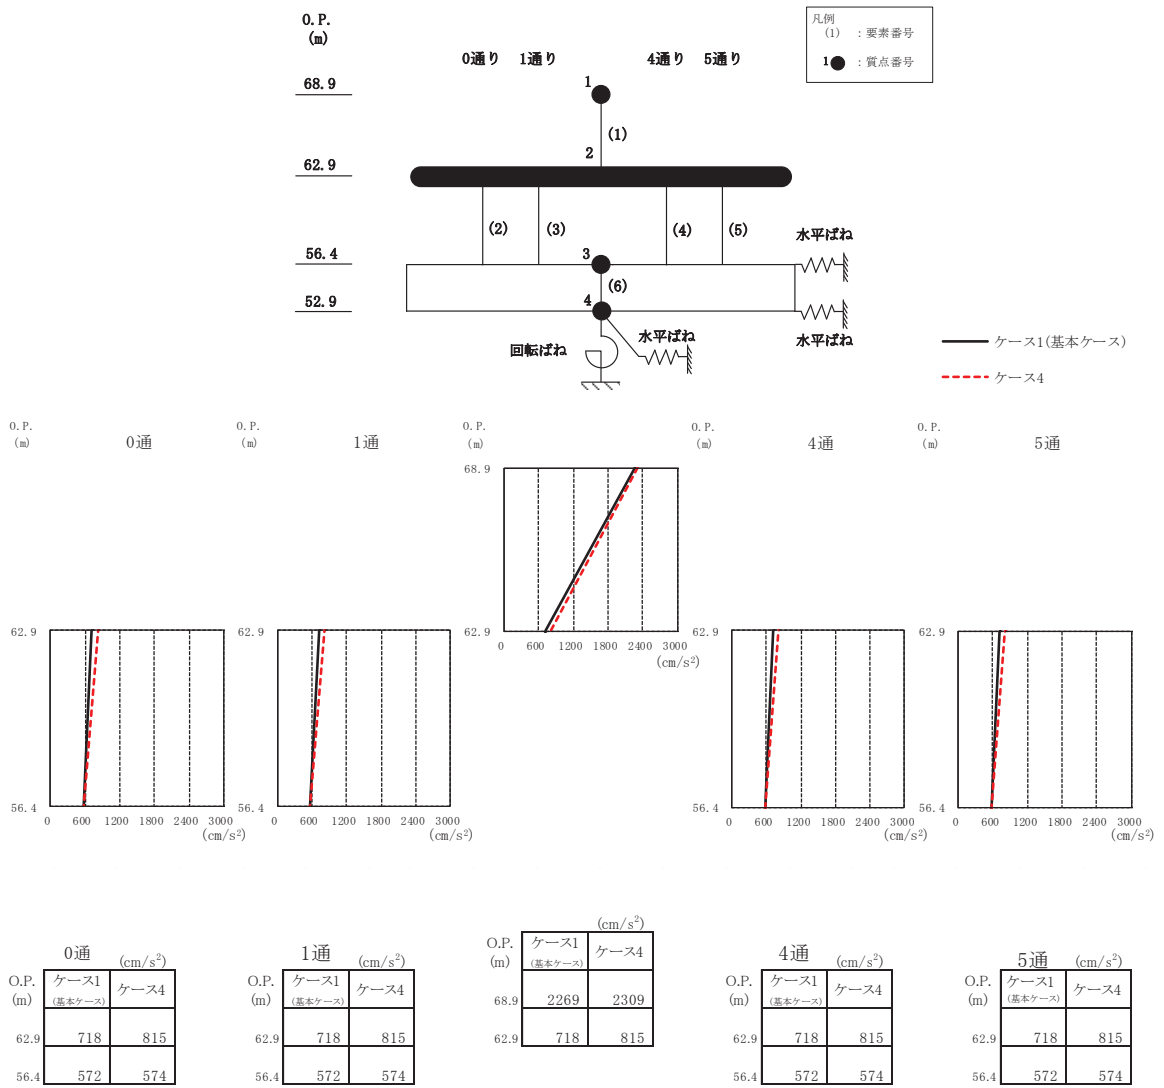 O.P.
(m)
0通り 1通り 4通り 5通り
凡例
(1) : 要素番号
1 : 質点番号
68.9
1
(1)
2
62.9
(2) (3) (4) (5)
水平ばね
56.4
3
(6)
52.9
4
水平ばね
水平ばね
回転ばね
ケース1(基本ケース)
ケース4
O.P.
(m)
0通
O.P.
(m)
1通
O.P.
(m)
O.P.
(m)
4通
O.P.
(m)
5通
68.9
62.9
0 600 1200 1800 2400 3000
(cm/s²)
62.9
56.4
0 600 1200 1800 2400 3000
(cm/s²)
62.9
56.4
0 600 1200 1800 2400 3000
(cm/s²)
62.9
56.4
0 600 1200 1800 2400 3000
(cm/s²)
62.9
56.4
0 600 1200 1800 2400 3000
(cm/s²)
0通 (cm/s²)
O.P.
(m)
ケース1
(基本ケース)
ケース4
62.9 718 815
56.4 572 574
1通 (cm/s²)
O.P.
(m)
ケース1
(基本ケース)
ケース4
62.9 718 815
56.4 572 574
(cm/s²)
O.P.
(m)
ケース1
(基本ケース)
ケース4
68.9 2269 2309
62.9 718 815
4通 (cm/s²)
O.P.
(m)
ケース1
(基本ケース)
ケース4
62.9 718 815
56.4 572 574
5通 (cm/s²)
O.P.
(m)
ケース1
(基本ケース)
ケース4
62.9 718 815
56.4 572 574